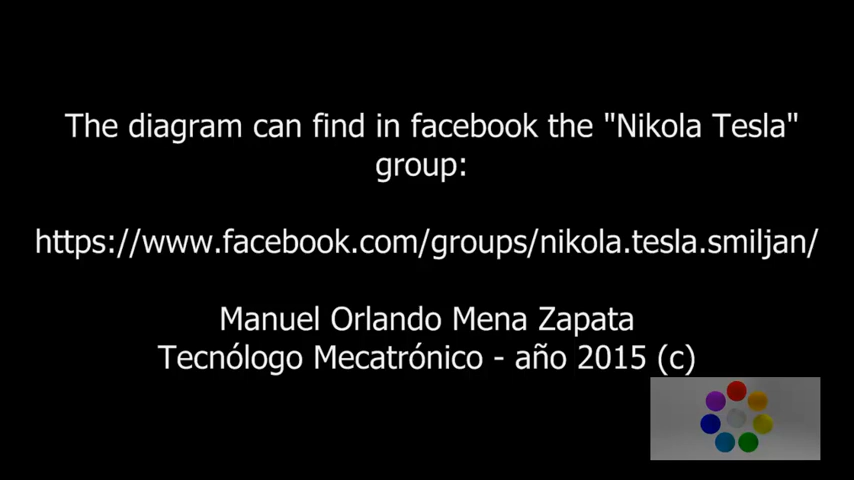 The diagram can find in facebook the "Nikola Tesla"
group:
https://www.facebook.com/groups/nikola.tesla.smiljan/
Manuel Orlando Mena Zapata
Tecnólogo Mecatrónico - año 2015 (c)